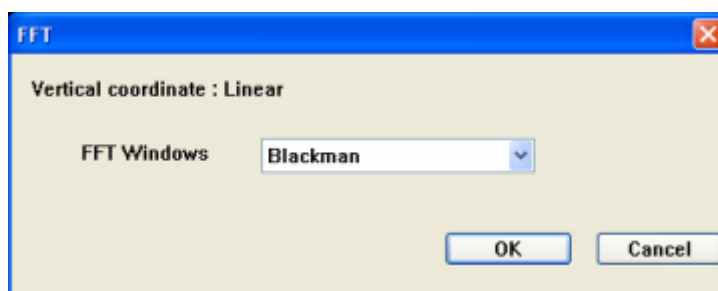 FFT
Vertical coordinate : Linear
FFT Windows Blackman
OK Cancel